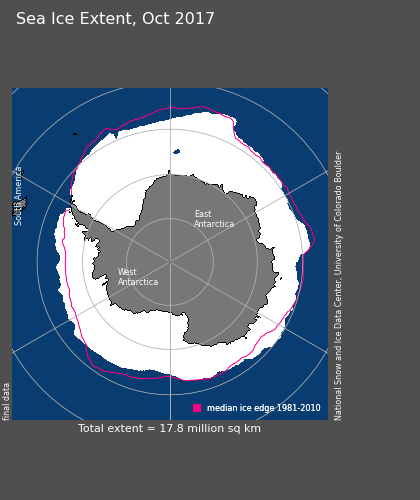 Sea Ice Extent, Oct 2017
South America
East
Antarctica
West
Antarctica
National Snow and Ice Data Center, University of Colorado Boulder
final data
median ice edge 1981-2010
Total extent = 17.8 million sq km